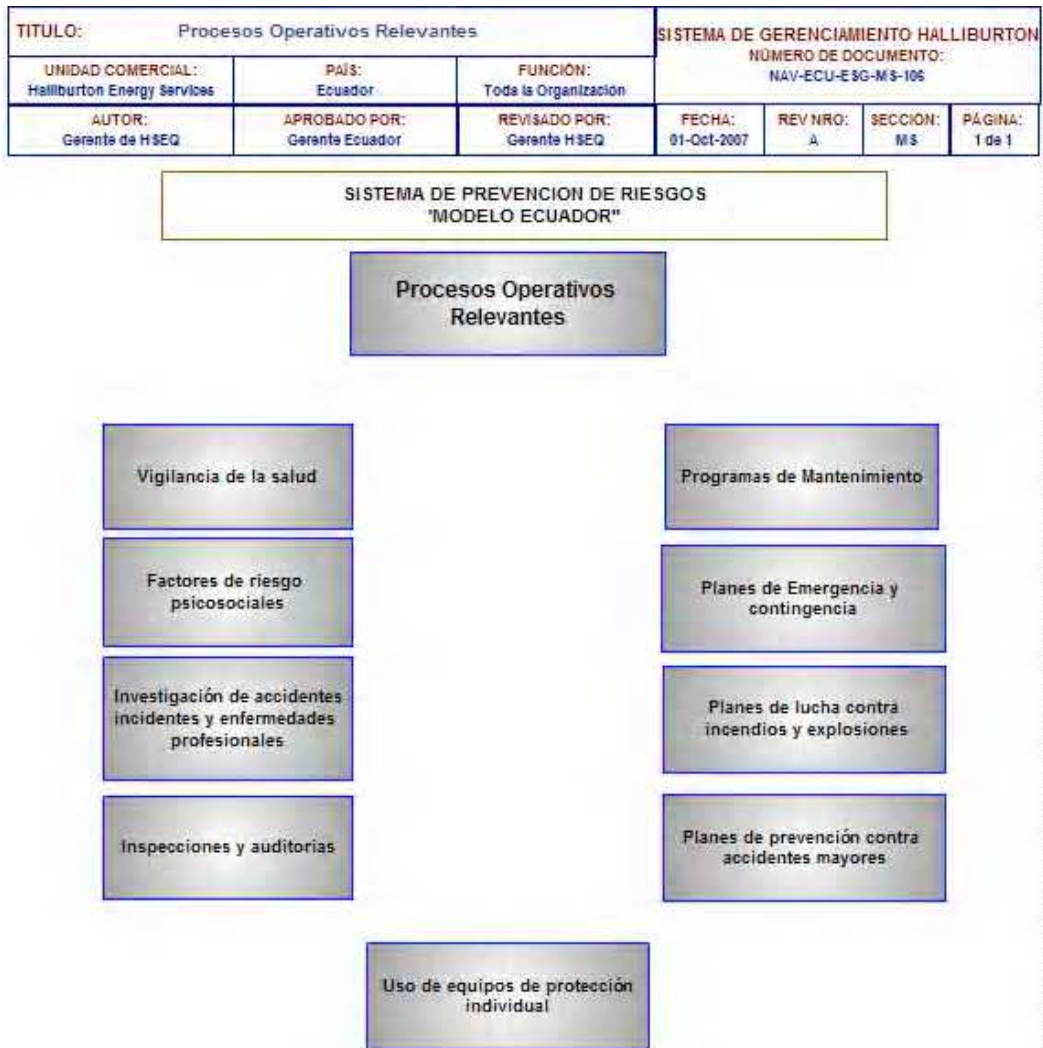 TITULO: Procesos Operativos Relevantes
SISTEMA DE GERENCIAMIENTO HALLIBURTON
NÚMERO DE DOCUMENTO:
NAV-ECU-ESG-MS-106
UNIDAD COMERCIAL:
Halliburton Energy Services
PAÍS:
Ecuador
FUNCIÓN:
Toda la Organización
AUTOR:
Gerente de HSEQ
APROBADO POR:
Gerente Ecuador
REVISADO POR:
Gerente HSEQ
FECHA:
01-Oct-2007
REV NRO:
A
SECCION:
MS
PÁGINA:
1 de 1
SISTEMA DE PREVENCION DE RIESGOS
"MODELO ECUADOR"
Procesos Operativos
Relevantes
Vigilancia de la salud
Programas de Mantenimiento
Factores de riesgo
psicosociales
Planes de Emergencia y
contingencia
Investigación de accidentes
incidentes y enfermedades
profesionales
Planes de lucha contra
incendios y explosiones
Inspecciones y auditorias
Planes de prevención contra
accidentes mayores
Uso de equipos de protección
individual